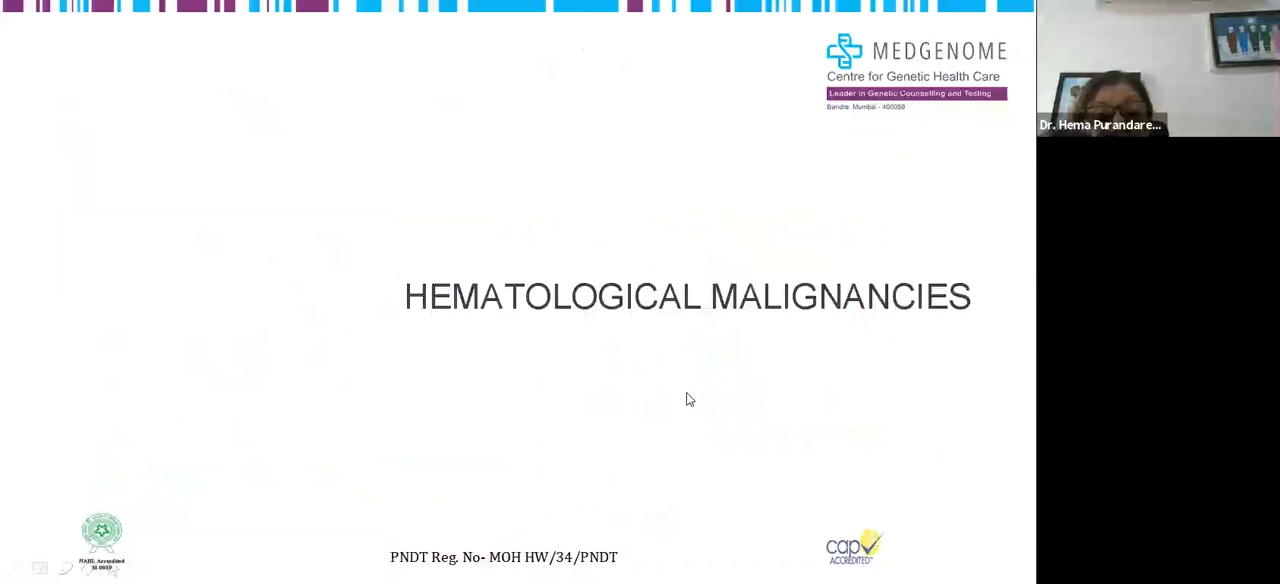 MEDGENOME
Centre for Genetic Health Care
Leader in Genetic Counselling and Testing
Bandra, Mumbai - 400050
Dr. Hema Purandare...
HEMATOLOGICAL MALIGNANCIES
NABL Accredited
PNDT Reg. No- MOH HW/34/PNDT
cap
ACCREDITED